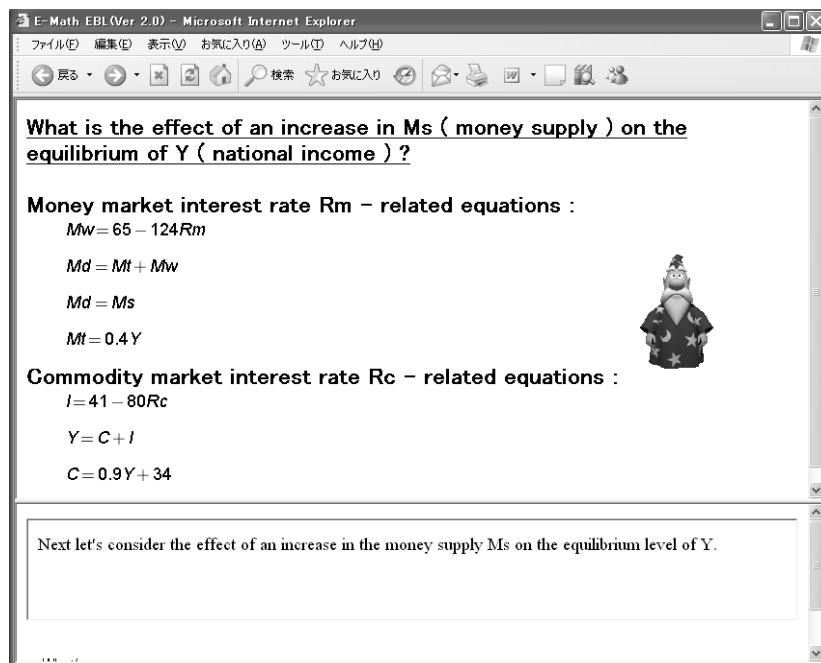 E-Math EBL(Ver 2.0) - Microsoft Internet Explorer
ファイル(F) 編集(E) 表示(V) お気に入り(A) ツール(T) ヘルプ(H)
戻る 検索 お気に入り
What is the effect of an increase in Ms ( money supply ) on the
equilibrium of Y ( national income ) ?
Money market interest rate Rm - related equations :
Mw = 65 - 124Rm
Md = Mt + Mw
Md = Ms
Mt = 0.4Y
Commodity market interest rate Rc - related equations :
I = 41 - 80Rc
Y = C + I
C = 0.9Y + 34
Next let's consider the effect of an increase in the money supply Ms on the equilibrium level of Y.